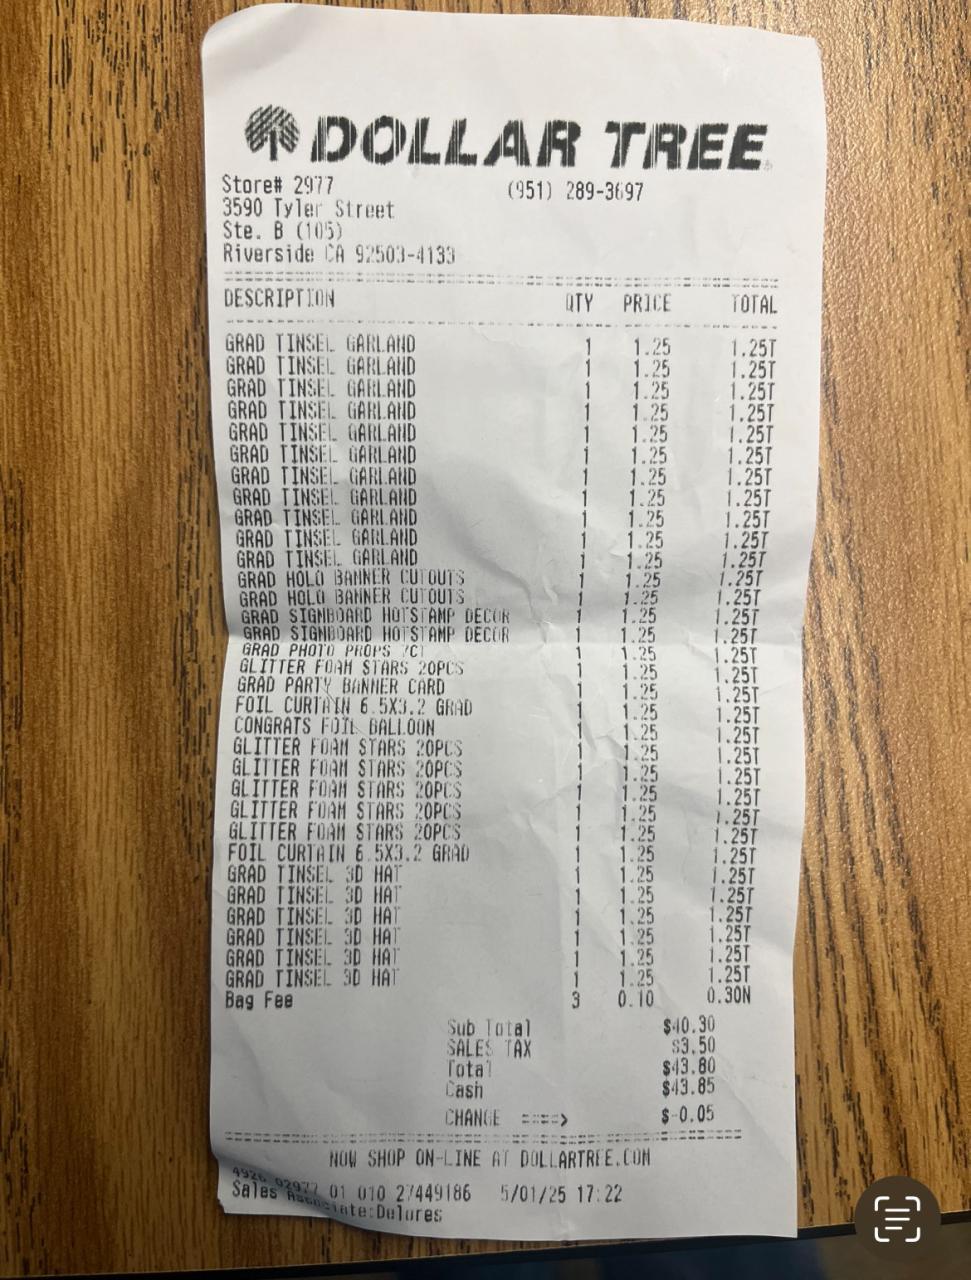 DOLLAR TREE
Store# 2977 (951) 289-3697
3590 Tyler Street
Ste. B (105)
Riverside CA 92503-4133
DESCRIPTION QTY PRICE TOTAL
GRAD TINSEL GARLAND 1 1.25 1.25T
GRAD TINSEL GARLAND 1 1.25 1.25T
GRAD TINSEL GARLAND 1 1.25 1.25T
GRAD TINSEL GARLAND 1 1.25 1.25T
GRAD TINSEL GARLAND 1 1.25 1.25T
GRAD TINSEL GARLAND 1 1.25 1.25T
GRAD TINSEL GARLAND 1 1.25 1.25T
GRAD TINSEL GARLAND 1 1.25 1.25T
GRAD TINSEL GARLAND 1 1.25 1.25T
GRAD TINSEL GARLAND 1 1.25 1.25T
GRAD TINSEL GARLAND 1 1.25 1.25T
GRAD HOLO BANNER CUTOUTS 1 1.25 1.25T
GRAD HOLO BANNER CUTOUTS 1 1.25 1.25T
GRAD SIGNBOARD HOTSTAMP DECOR 1 1.25 1.25T
GRAD SIGNBOARD HOTSTAMP DECOR 1 1.25 1.25T
GRAD PHOTO PROPS 7CT 1 1.25 1.25T
GLITTER FOAM STARS 20PCS 1 1.25 1.25T
GRAD PARTY BANNER CARD 1 1.25 1.25T
FOIL CURTAIN 6.5X3.2 GRAD 1 1.25 1.25T
CONGRATS FOIL BALLOON 1 1.25 1.25T
GLITTER FOAM STARS 20PCS 1 1.25 1.25T
GLITTER FOAM STARS 20PCS 1 1.25 1.25T
GLITTER FOAM STARS 20PCS 1 1.25 1.25T
GLITTER FOAM STARS 20PCS 1 1.25 1.25T
GLITTER FOAM STARS 20PCS 1 1.25 1.25T
FOIL CURTAIN 6.5X3.2 GRAD 1 1.25 1.25T
GRAD TINSEL 3D HAT 1 1.25 1.25T
GRAD TINSEL 3D HAT 1 1.25 1.25T
GRAD TINSEL 3D HAT 1 1.25 1.25T
GRAD TINSEL 3D HAT 1 1.25 1.25T
GRAD TINSEL 3D HAT 1 1.25 1.25T
GRAD TINSEL 3D HAT 1 1.25 1.25T
Bag Fee 3 0.10 0.30N
Sub Total $40.30
SALES TAX $3.50
Total $43.80
Cash $43.85
CHANGE ====> $-0.05
NOW SHOP ON-LINE AT DOLLARTREE.COM
4926 02977 01 010 27449186 5/01/25 17:22
Sales Associate:Delores